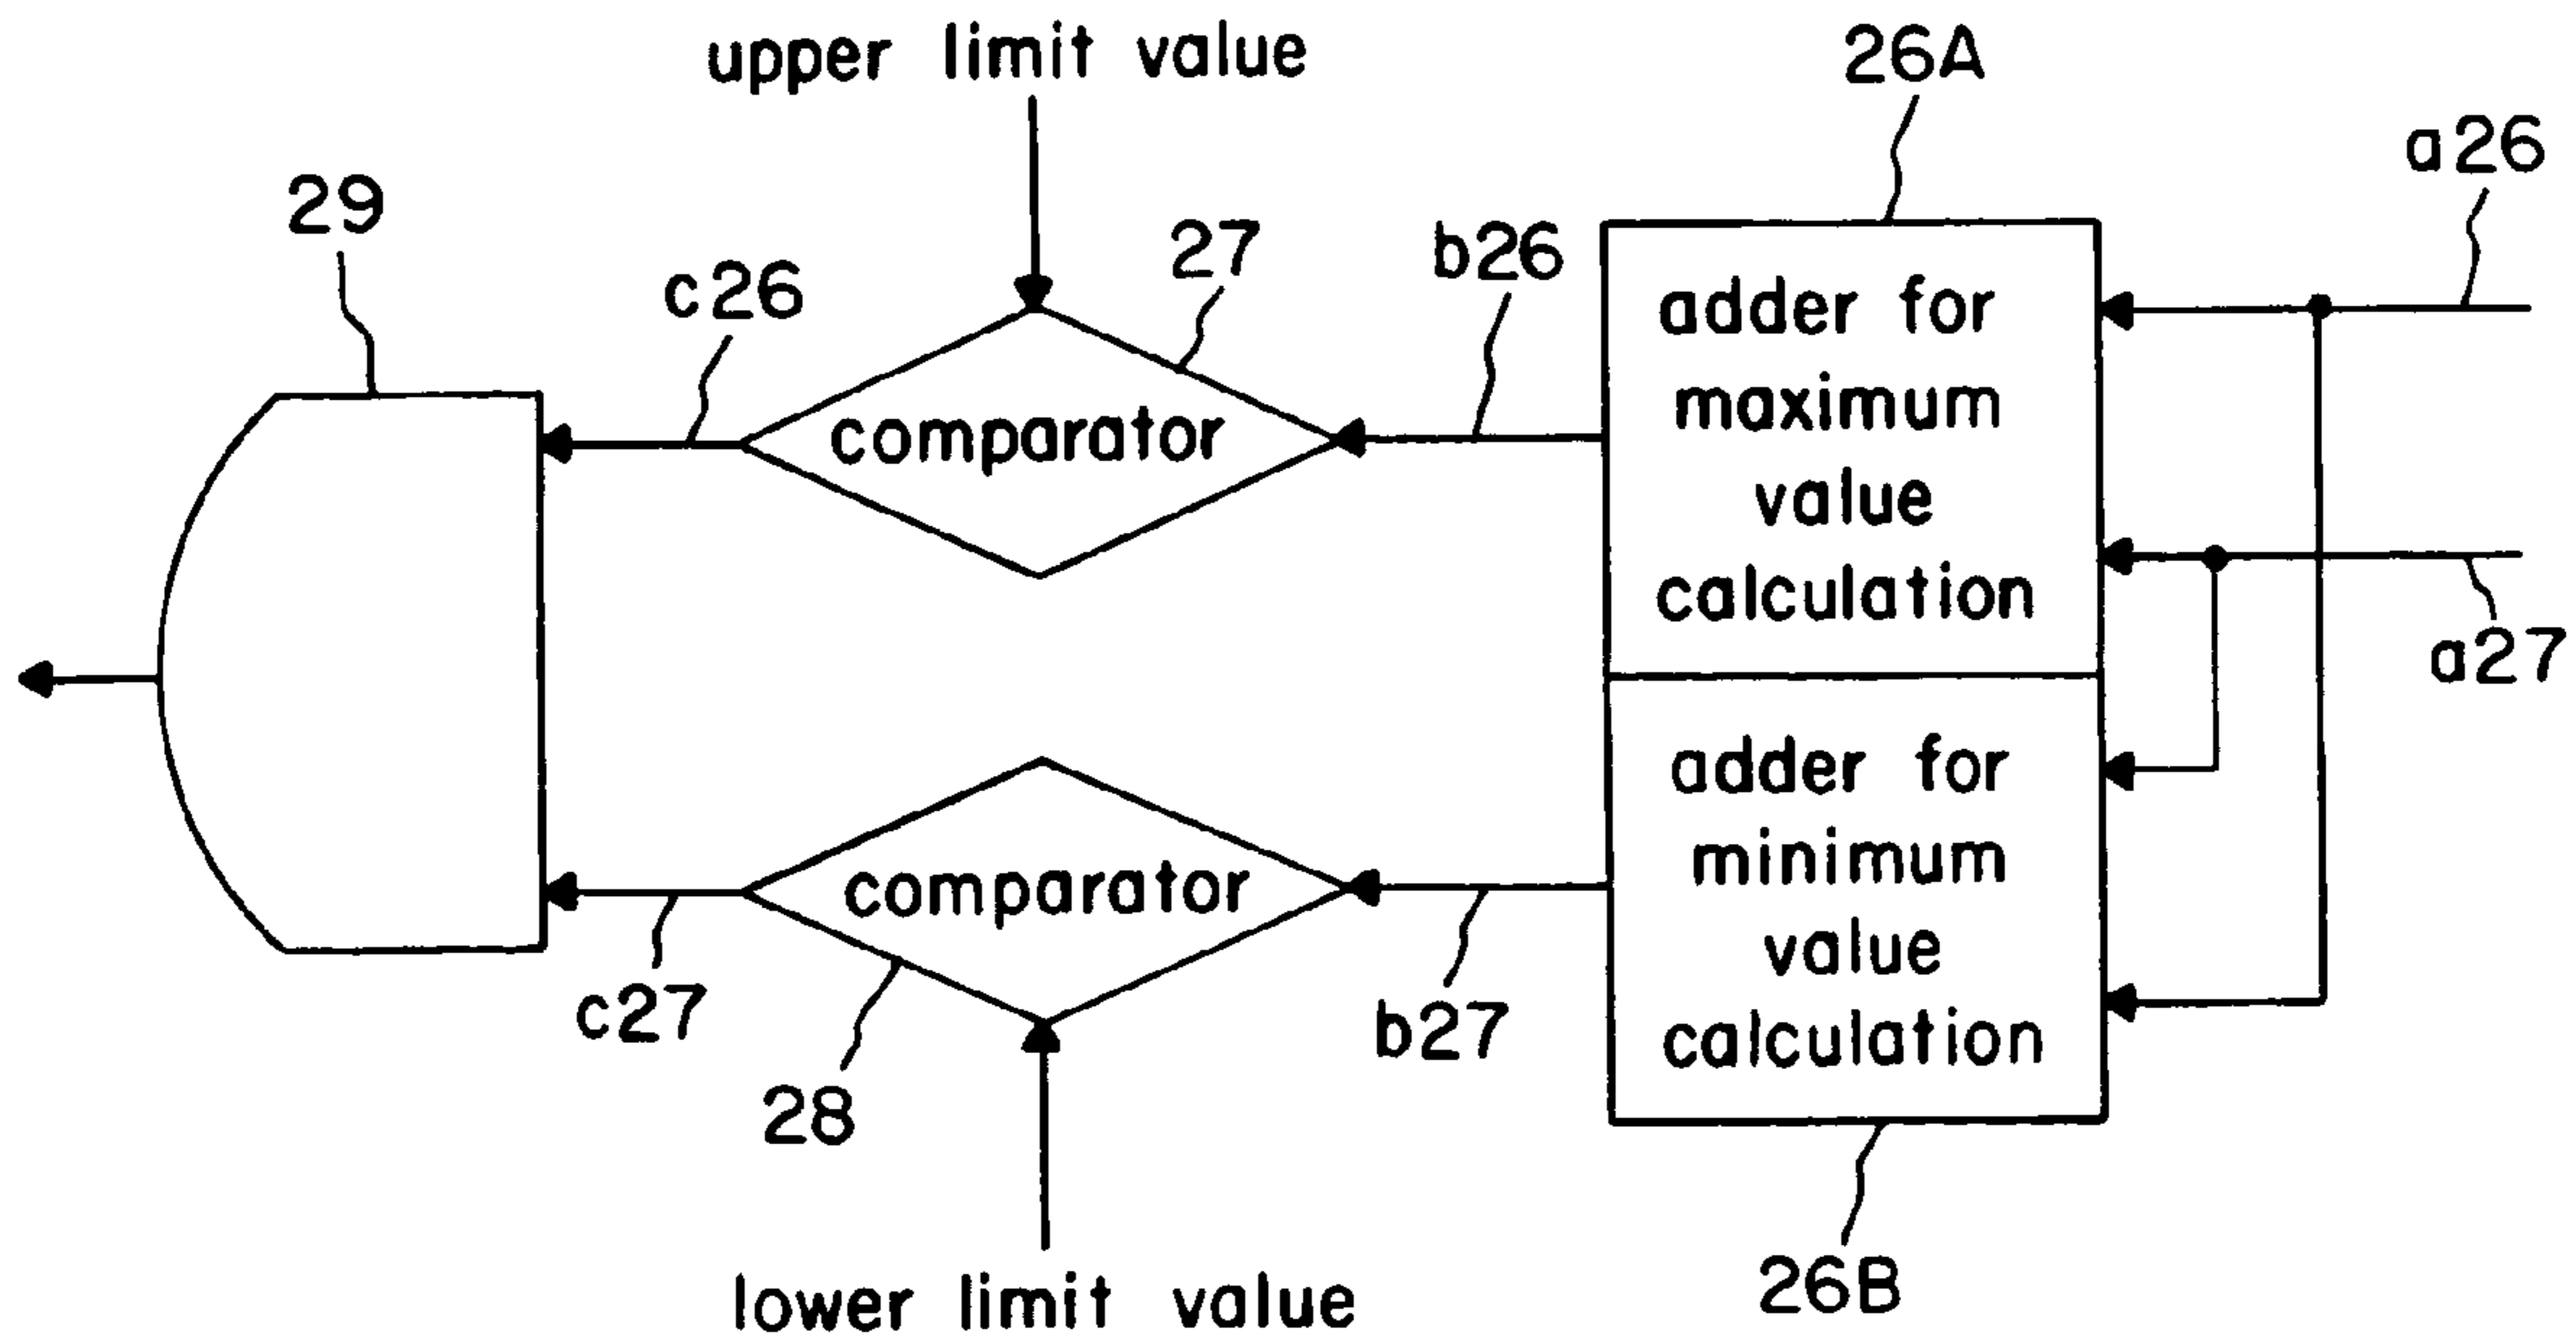 upper limit value
26A
a26
29
c26
27
b26
adder for
maximum
value
calculation
comparator
a27
adder for
minimum
value
calculation
comparator
c27
28
b27
26B
lower limit value